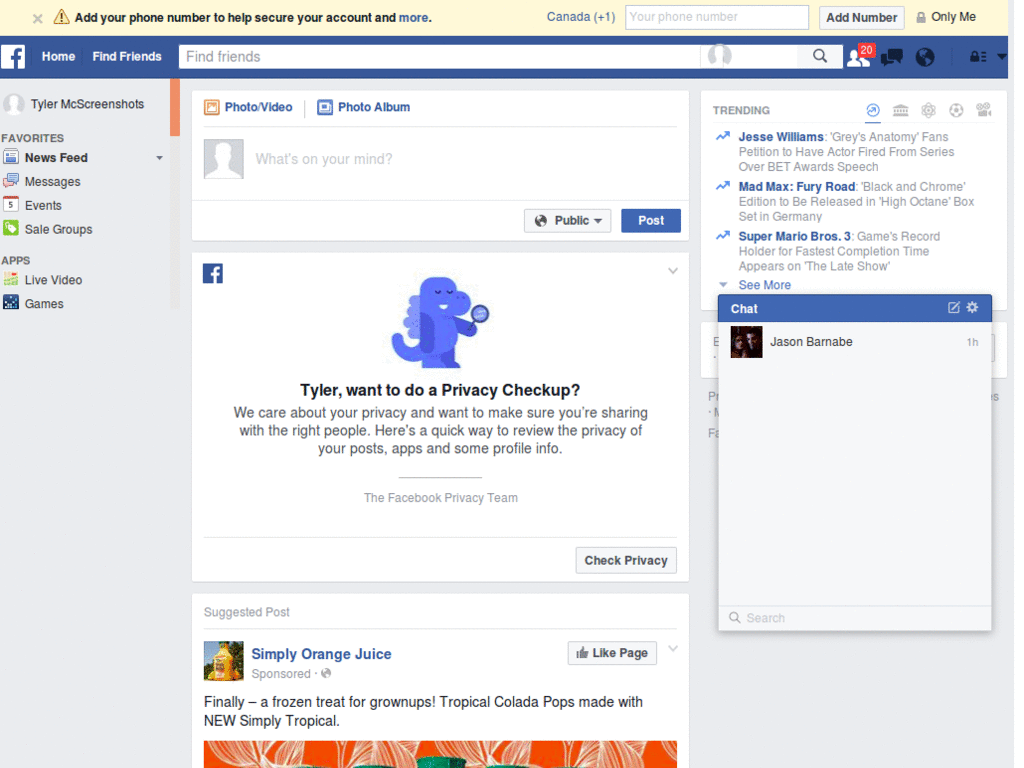 Add your phone number to help secure your account and more.
Canada (+1)
Your phone number
Add Number
Only Me
Home
Find Friends
Find friends
20
Tyler McScreenshots
FAVORITES
News Feed
Messages
5
Events
Sale Groups
APPS
Live Video
Games
Photo/Video
Photo Album
What's on your mind?
Public
Post
Tyler, want to do a Privacy Checkup?
We care about your privacy and want to make sure you're sharing
with the right people. Here's a quick way to review the privacy of
your posts, apps and some profile info.
The Facebook Privacy Team
Check Privacy
Suggested Post
Simply Orange Juice
Sponsored ·
Like Page
Finally – a frozen treat for grownups! Tropical Colada Pops made with
NEW Simply Tropical.
TRENDING
Jesse Williams: 'Grey's Anatomy' Fans
Petition to Have Actor Fired From Series
Over BET Awards Speech
Mad Max: Fury Road: 'Black and Chrome'
Edition to Be Released in 'High Octane' Box
Set in Germany
Super Mario Bros. 3: Game's Record
Holder for Fastest Completion Time
Appears on 'The Late Show'
See More
Chat
Jason Barnabe
1h
Search